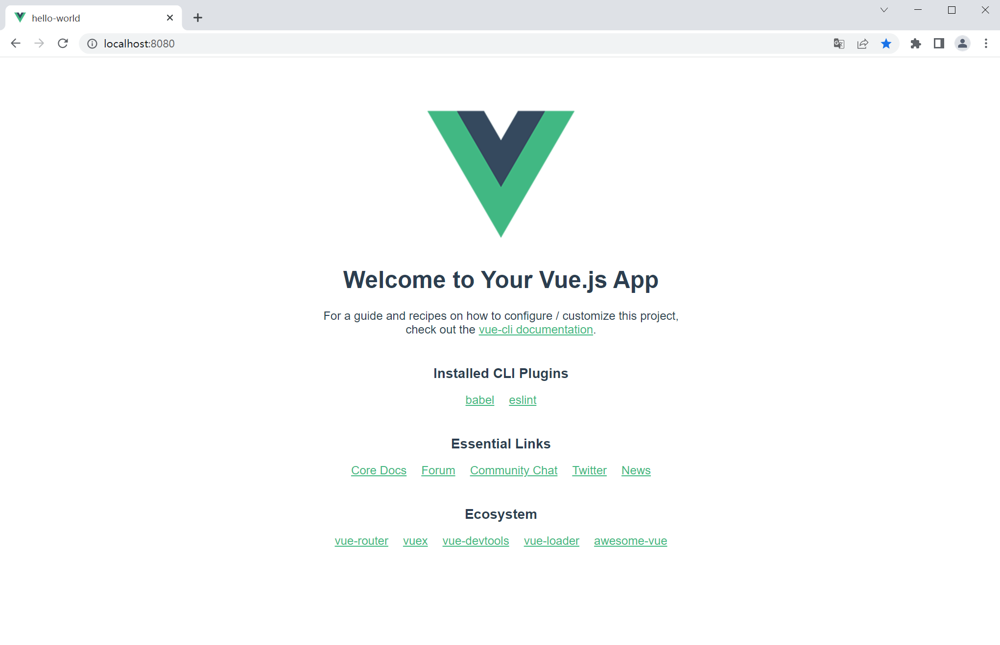 hello-world
localhost:8080
Welcome to Your Vue.js App
For a guide and recipes on how to configure / customize this project,
check out the vue-cli documentation.
Installed CLI Plugins
babel eslint
Essential Links
Core Docs Forum Community Chat Twitter News
Ecosystem
vue-router vuex vue-devtools vue-loader awesome-vue